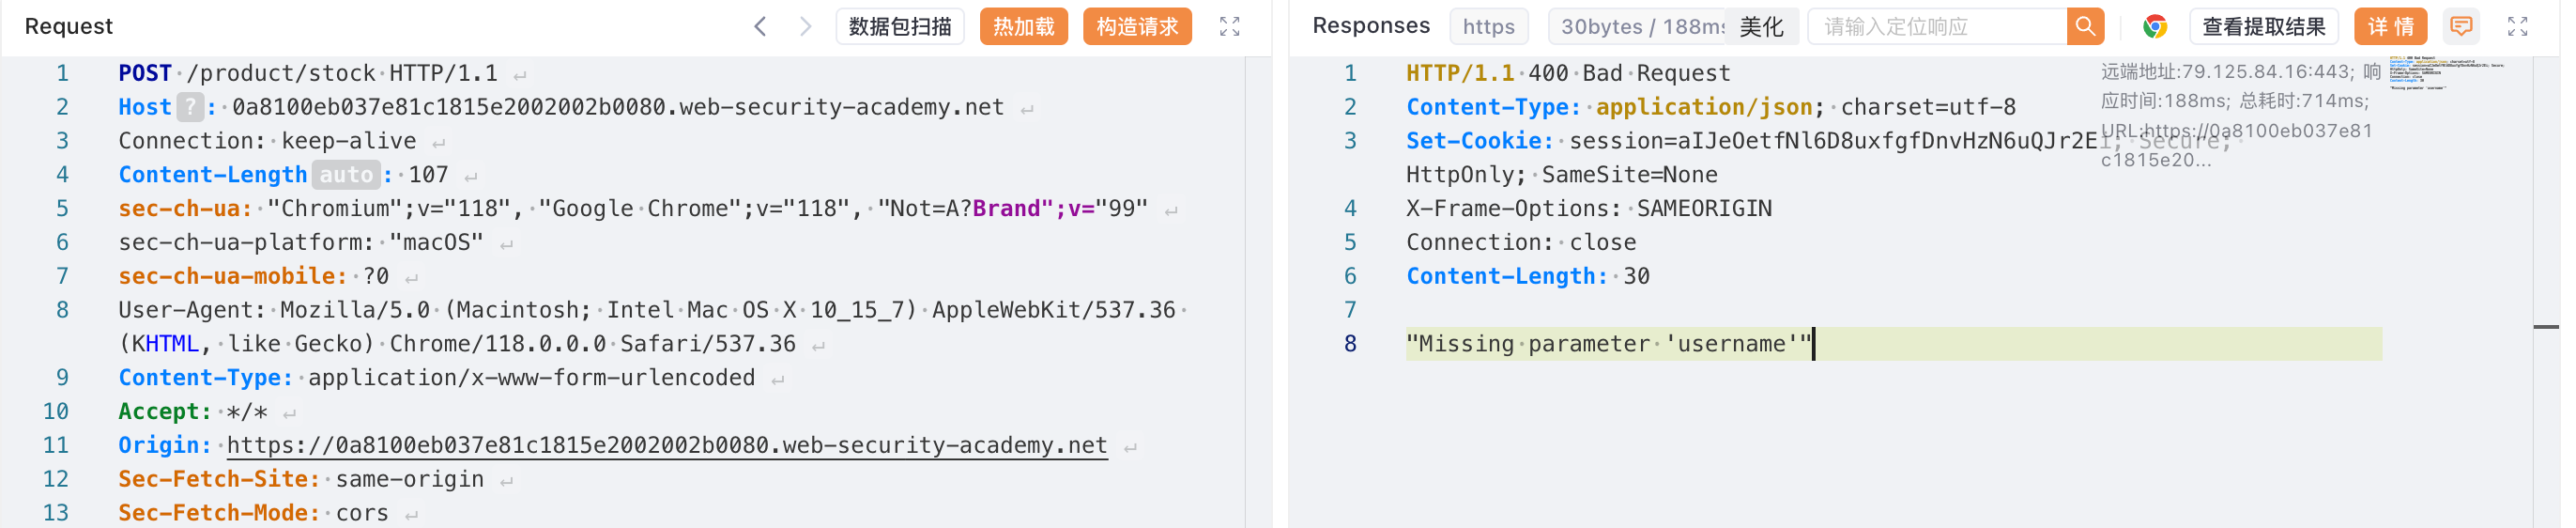 Request 数据包扫描 热加载 构造请求
1 POST /product/stock HTTP/1.1
2 Host ? : 0a8100eb037e81c1815e2002002b0080.web-security-academy.net
3 Connection: keep-alive
4 Content-Length auto : 107
5 sec-ch-ua: "Chromium";v="118", "Google Chrome";v="118", "Not=A?Brand";v="99"
6 sec-ch-ua-platform: "macOS"
7 sec-ch-ua-mobile: ?0
8 User-Agent: Mozilla/5.0 (Macintosh; Intel Mac OS X 10_15_7) AppleWebKit/537.36
(KHTML, like Gecko) Chrome/118.0.0.0 Safari/537.36
9 Content-Type: application/x-www-form-urlencoded
10 Accept: */*
11 Origin: https://0a8100eb037e81c1815e2002002b0080.web-security-academy.net
12 Sec-Fetch-Site: same-origin
13 Sec-Fetch-Mode: cors
Responses https 30bytes / 188ms 美化 请输入定位响应 查看提取结果 详 情
1 HTTP/1.1 400 Bad Request
2 Content-Type: application/json; charset=utf-8
3 Set-Cookie: session=aIJeOetfNl6D8uxfgfDnvHzN6uQJr2Ei; Secure;
HttpOnly; SameSite=None
4 X-Frame-Options: SAMEORIGIN
5 Connection: close
6 Content-Length: 30
7
8 "Missing parameter 'username'"
远端地址:79.125.84.16:443; 响
应时间:188ms; 总耗时:714ms;
URL:https://0a8100eb037e81
c1815e20...